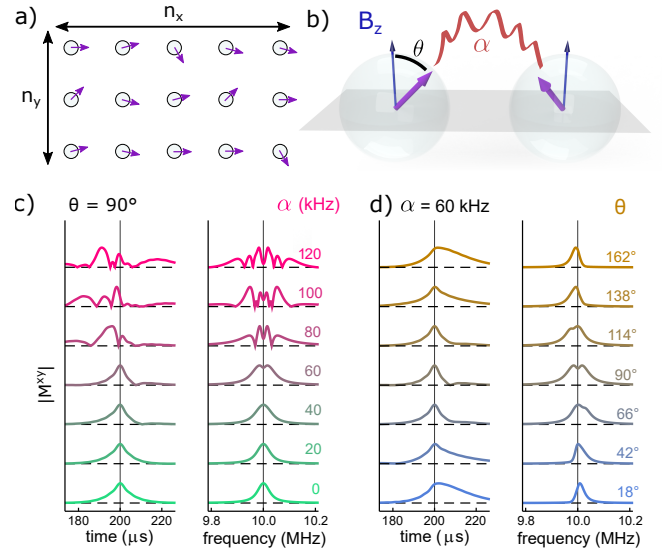 a)
n_x
n_y
b)
B_z
θ
α
c)
θ = 90°
α (kHz)
120
100
80
60
40
20
0
|M^xy|
180 200 220
time (μs)
9.8 10.0 10.2
frequency (MHz)
d)
α = 60 kHz
θ
162°
138°
114°
90°
66°
42°
18°
180 200 220
time (μs)
9.8 10.0 10.2
frequency (MHz)